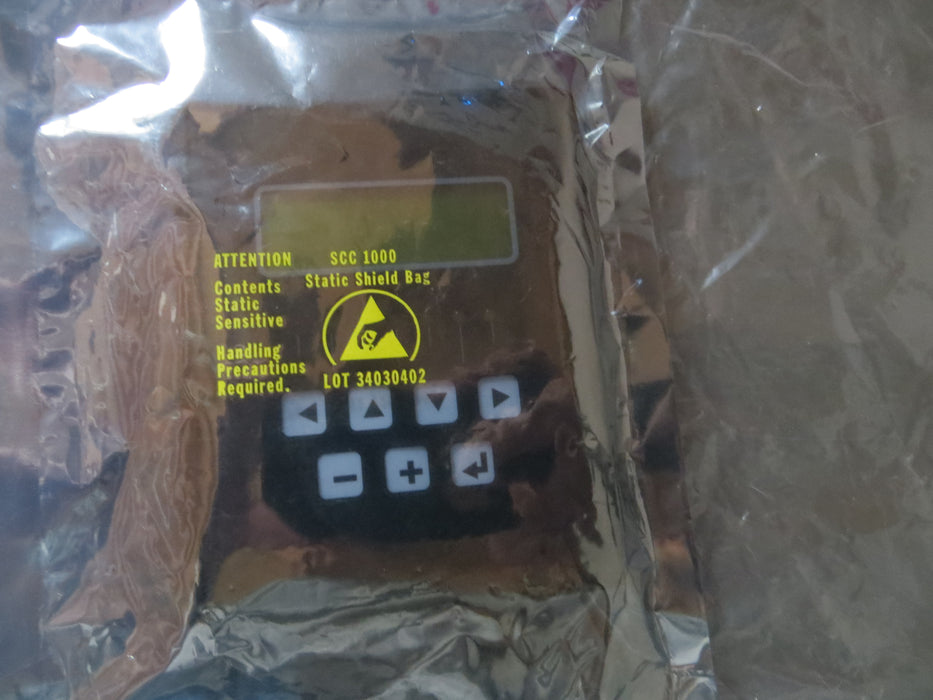 ATTENTION
Contents
Static
Sensitive
Handling
Precautions
Required.
SCC 1000
Static Shield Bag
LOT 34030402